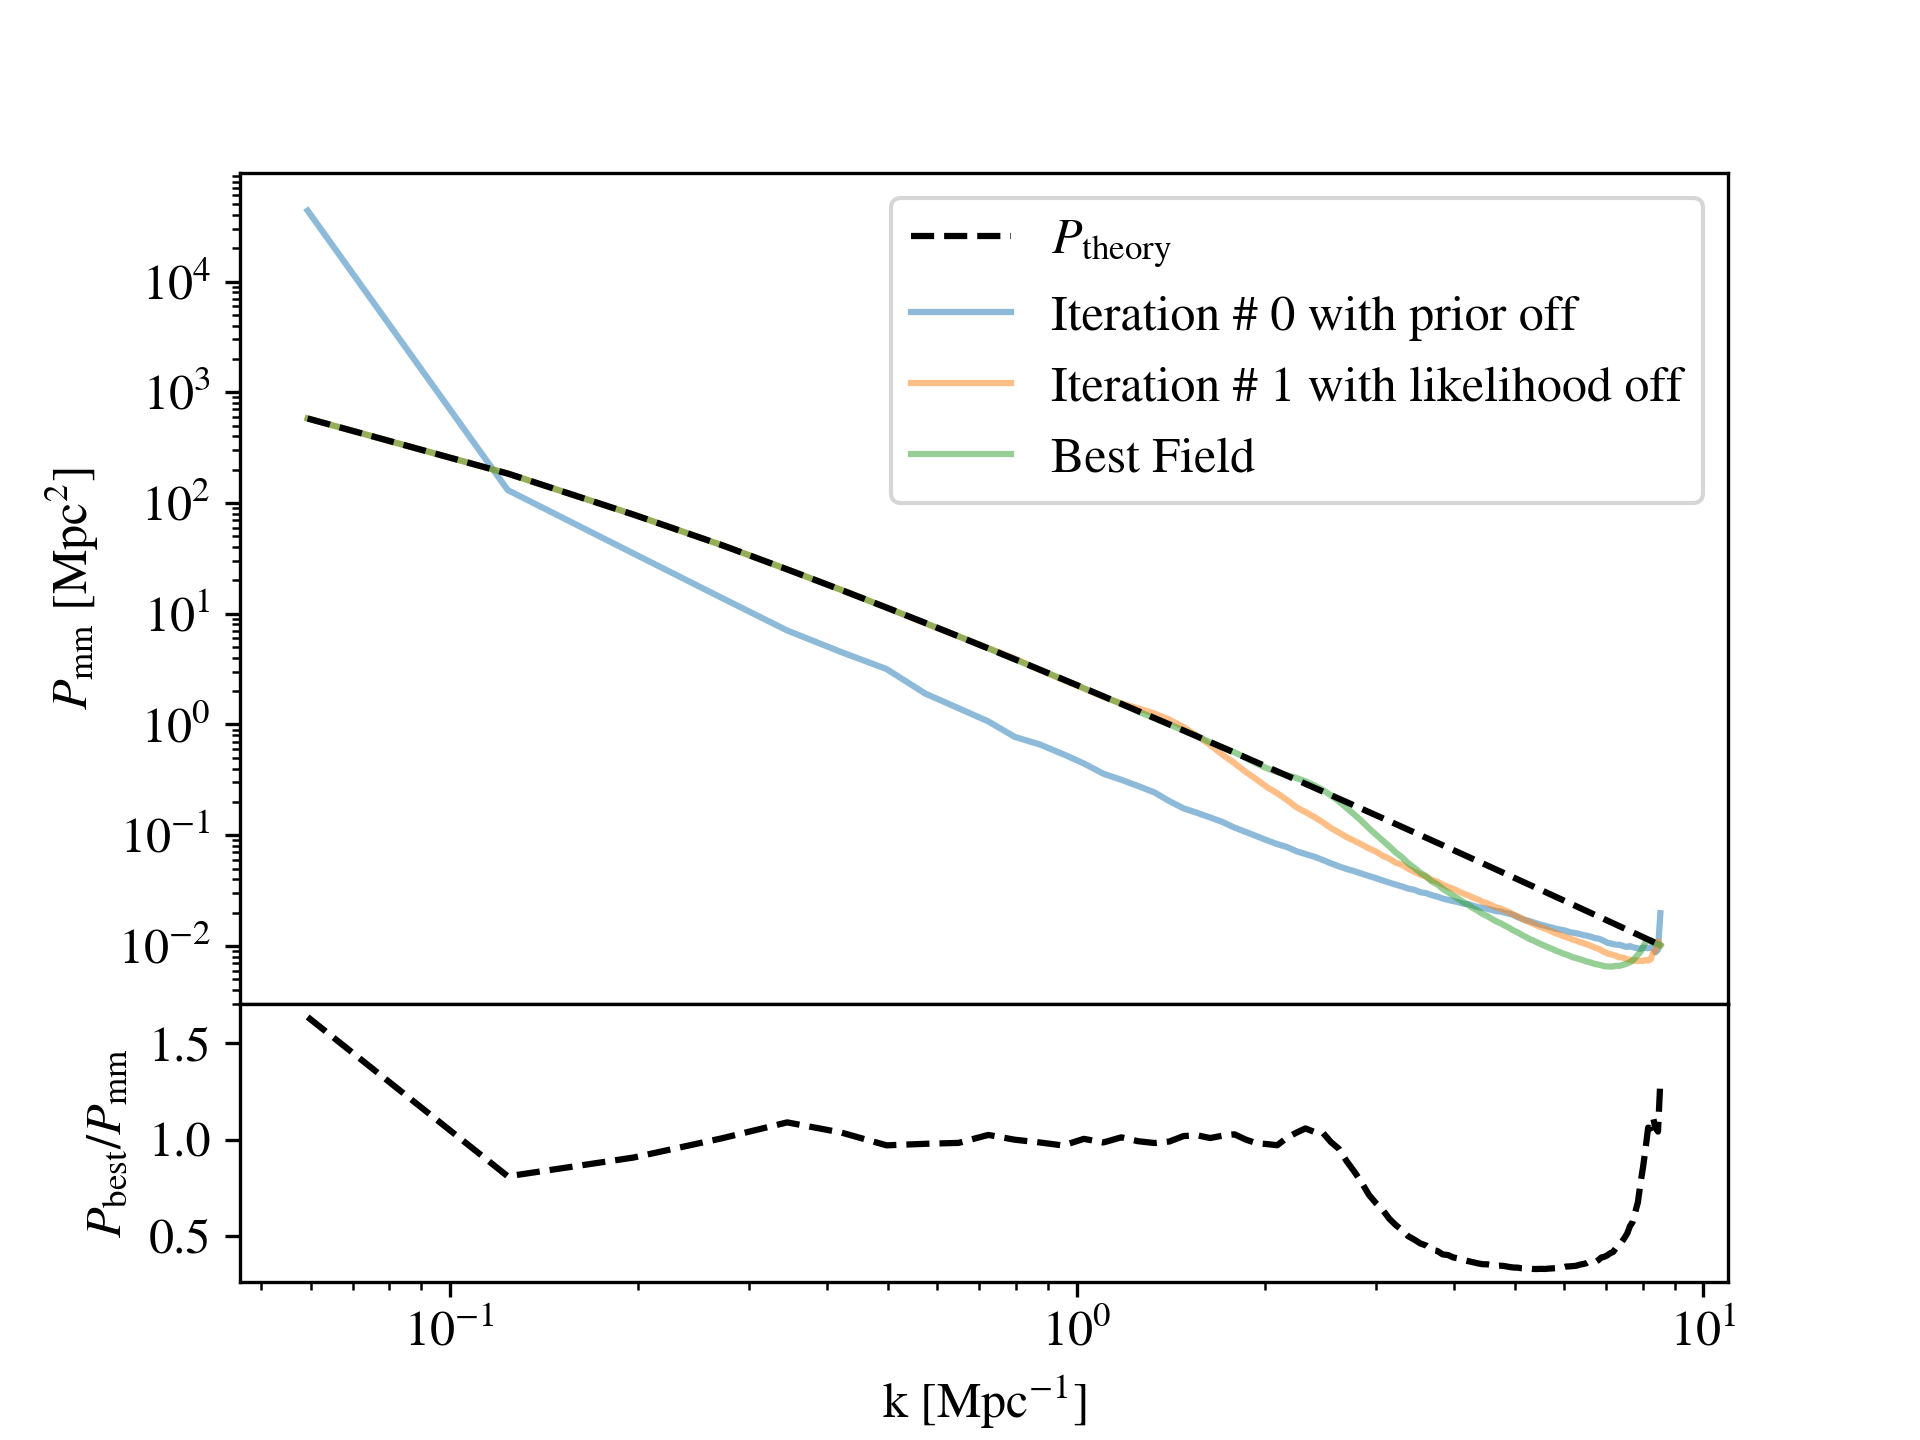 P_theory
Iteration # 0 with prior off
Iteration # 1 with likelihood off
Best Field
P_mm [Mpc^2]
10^4
10^3
10^2
10^1
10^0
10^−1
10^−2
P_best/P_mm
1.5
1.0
0.5
10^−1 10^0 10^1
k [Mpc^−1]